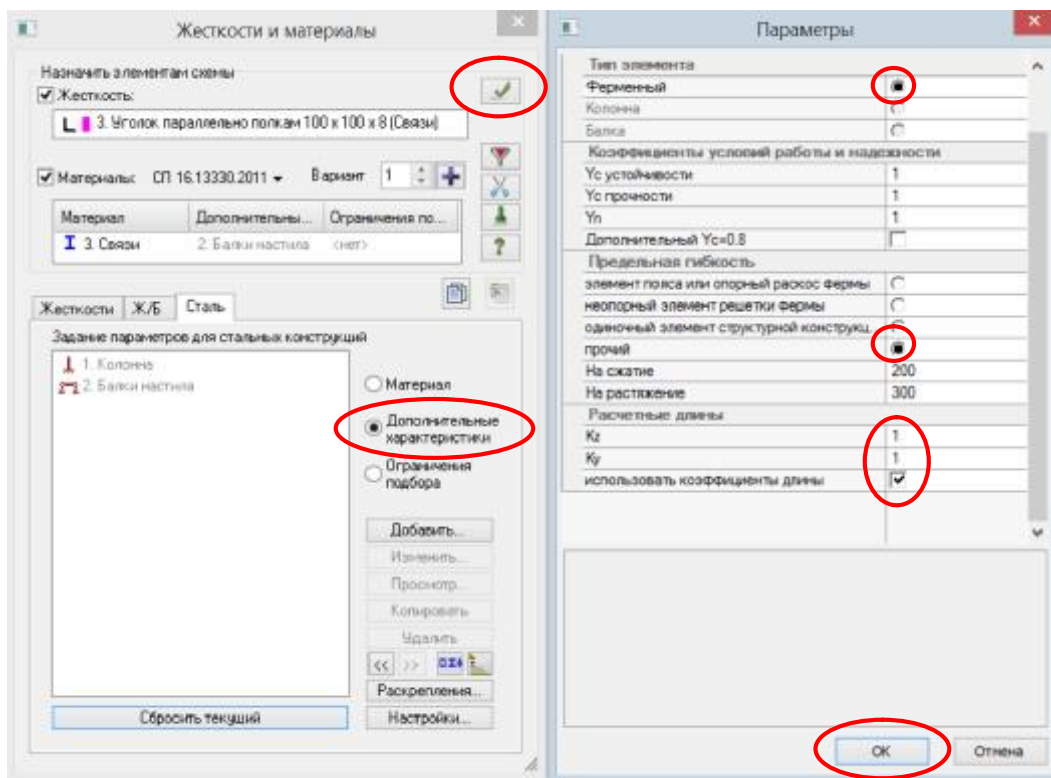 Жесткости и материалы
Назначить элементам схемы
Жесткость:
3. Уголок параллельно полкам 100 x 100 x 8 (Связи)
Материалы: СП 16.13330.2011 Вариант 1
Материал Дополнительны... Ограничения по...
3. Связи 2. Балки настила <нет>
?
Жесткости Ж/Б Сталь
Задание параметров для стальных конструкций
1. Колонна
2. Балки настила
Материал
Дополнительные
характеристики
Ограничения
подбора
Добавить...
Изменить...
Просмотр...
Копировать
Удалить
<< >>
Раскрепления...
Сбросить текущий Настройки...
Параметры
Тип элемента
Ферменный
Колонна
Балка
Коэффициенты условий работы и надежности
Yc устойчивости 1
Yc прочности 1
Yn 1
Дополнительный Yc=0.8
Предельная гибкость
элемент пояса или опорный раскос фермы
неопорный элемент решетки фермы
одиночный элемент структурной конструкц.
прочий
На сжатие 200
На растяжение 300
Расчетные длины
Kz 1
Ky 1
использовать коэффициенты длины
OK Отмена